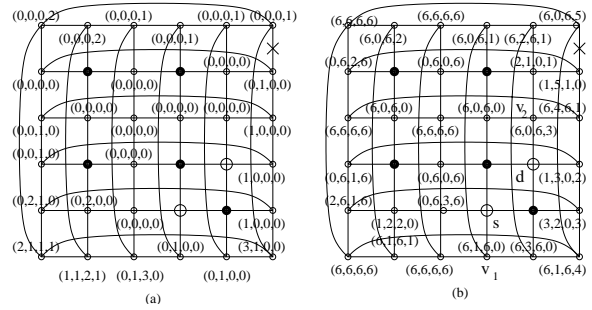 (0,0,0,2) (0,0,0,1) (0,0,0,1) (0,0,0,1)
(0,0,0,2) (0,0,0,1)
(0,0,0,0)
(0,0,0,0) (0,0,0,0) (0,1,0,0)
(0,0,0,0) (0,0,0,0) (0,0,0,0)
(0,0,1,0) (0,0,0,0) (1,0,0,0)
(0,0,1,0) (0,0,0,0)
(1,0,0,0)
(0,2,1,0) (0,2,0,0)
(0,0,0,0) (1,0,0,0)
(2,1,1,1) (0,1,0,0) (3,1,0,0)
(1,1,2,1) (0,1,3,0) (0,1,0,0)
(a)
(6,6,6,6) (6,6,6,6) (6,0,6,5)
(6,0,6,2) (6,0,6,1) (6,2,6,1)
(0,6,2,6) (0,6,0,6) (2,1,0,1)
(1,5,1,0)
(6,0,6,0) (6,0,6,0) v2 (6,4,6,1)
(6,6,6,6) (6,6,6,6) (6,0,6,3)
(0,6,1,6) (0,6,0,6) d (1,3,0,2)
(2,6,1,6) (0,6,3,6)
(1,2,2,0) s (3,2,0,3)
(6,1,6,1) (6,1,6,0) (6,3,6,0)
(6,6,6,6) (6,6,6,6) v1 (6,1,6,4)
(b)